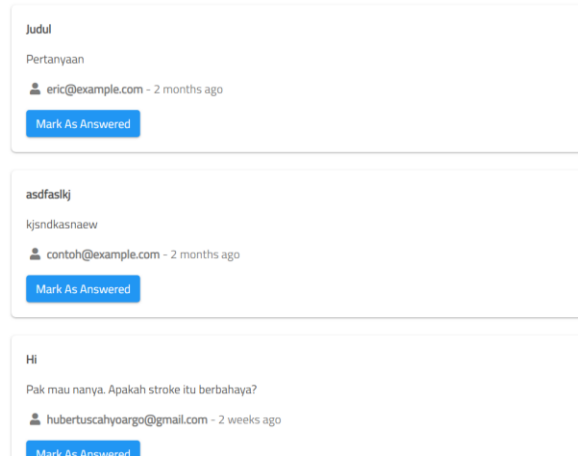 Judul
Pertanyaan
eric@example.com - 2 months ago
Mark As Answered
asdfaslkj
kjsndkasnaew
contoh@example.com - 2 months ago
Mark As Answered
Hi
Pak mau nanya. Apakah stroke itu berbahaya?
hubertuscahyoargo@gmail.com - 2 weeks ago
Mark As Answered